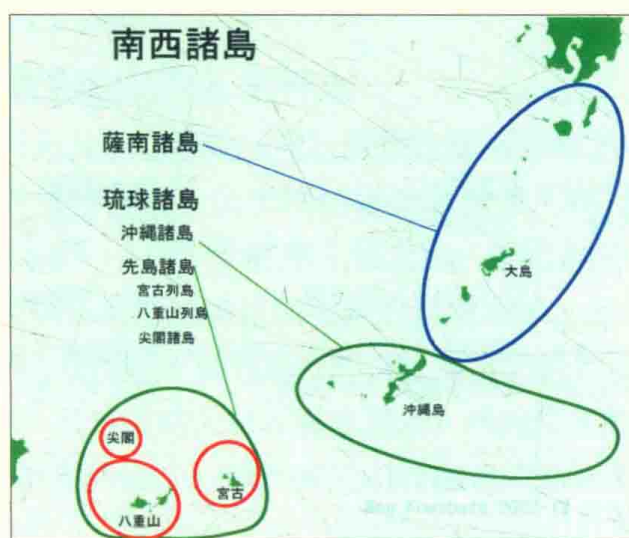 南西諸島
薩南諸島
琉球諸島
沖縄諸島
先島諸島
宮古列島
八重山列島
尖閣諸島
大島
沖縄島
尖閣
宮古
八重山